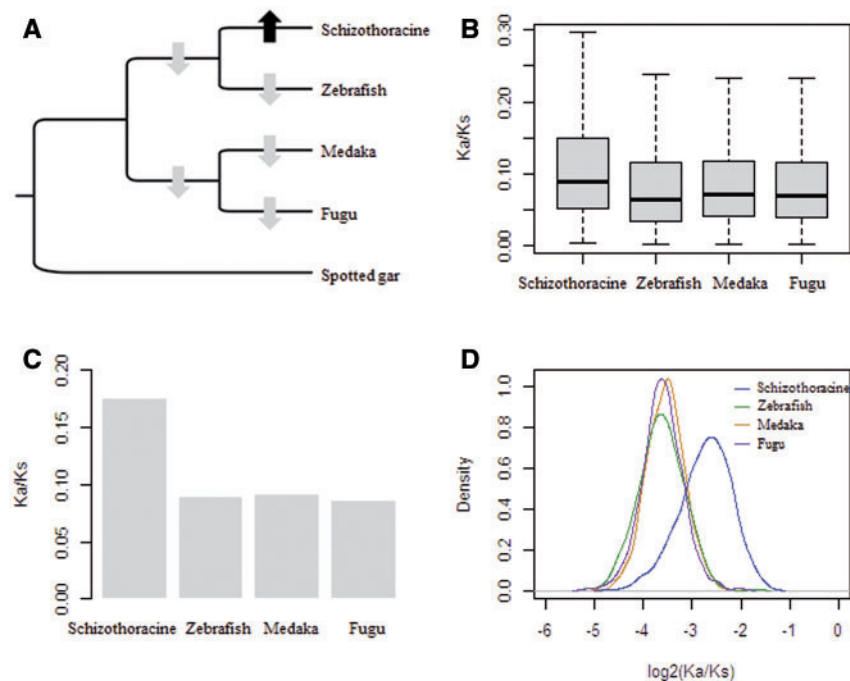 A
Schizothoracine
Zebrafish
Medaka
Fugu
Spotted gar
B
Ka/Ks
0.30
0.20
0.10
0.00
Schizothoracine Zebrafish Medaka Fugu
C
Ka/Ks
0.20
0.15
0.10
0.05
0.00
Schizothoracine Zebrafish Medaka Fugu
D
Density
1.0
0.8
0.6
0.4
0.2
0.0
Schizothoracine
Zebrafish
Medaka
Fugu
-6 -5 -4 -3 -2 -1 0
log2(Ka/Ks)